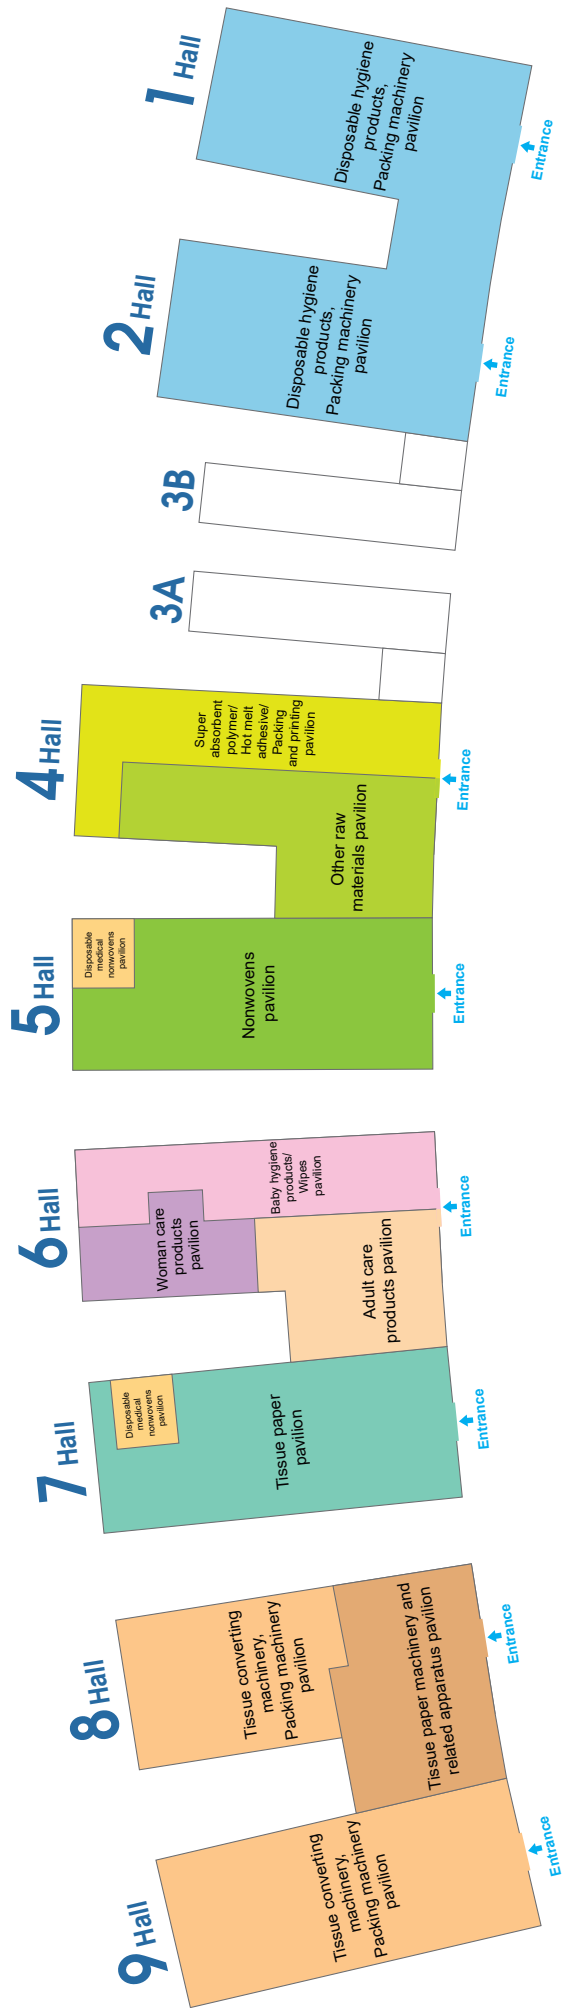 1 Hall
Disposable hygiene
products,
Packing machinery
pavilion
Entrance
2 Hall
Disposable hygiene
products,
Packing machinery
pavilion
Entrance
3B
3A
4 Hall
Super
absorbent
polymer/
Hot melt
adhesive/
Packing
and printing
pavilion
Other raw
materials pavilion
Entrance
5 Hall
Disposable
medical
nonwovens
pavilion
Nonwovens
pavilion
Entrance
6 Hall
Baby hygiene
products/
Wipes
pavilion
Woman care
products
pavilion
Adult care
products pavilion
Entrance
7 Hall
Disposable
medical
nonwovens
pavilion
Tissue paper
pavilion
Entrance
8 Hall
Tissue converting
machinery,
Packing machinery
pavilion
Tissue paper machinery and
related apparatus pavilion
Entrance
9 Hall
Tissue converting
machinery,
Packing machinery
pavilion
Entrance